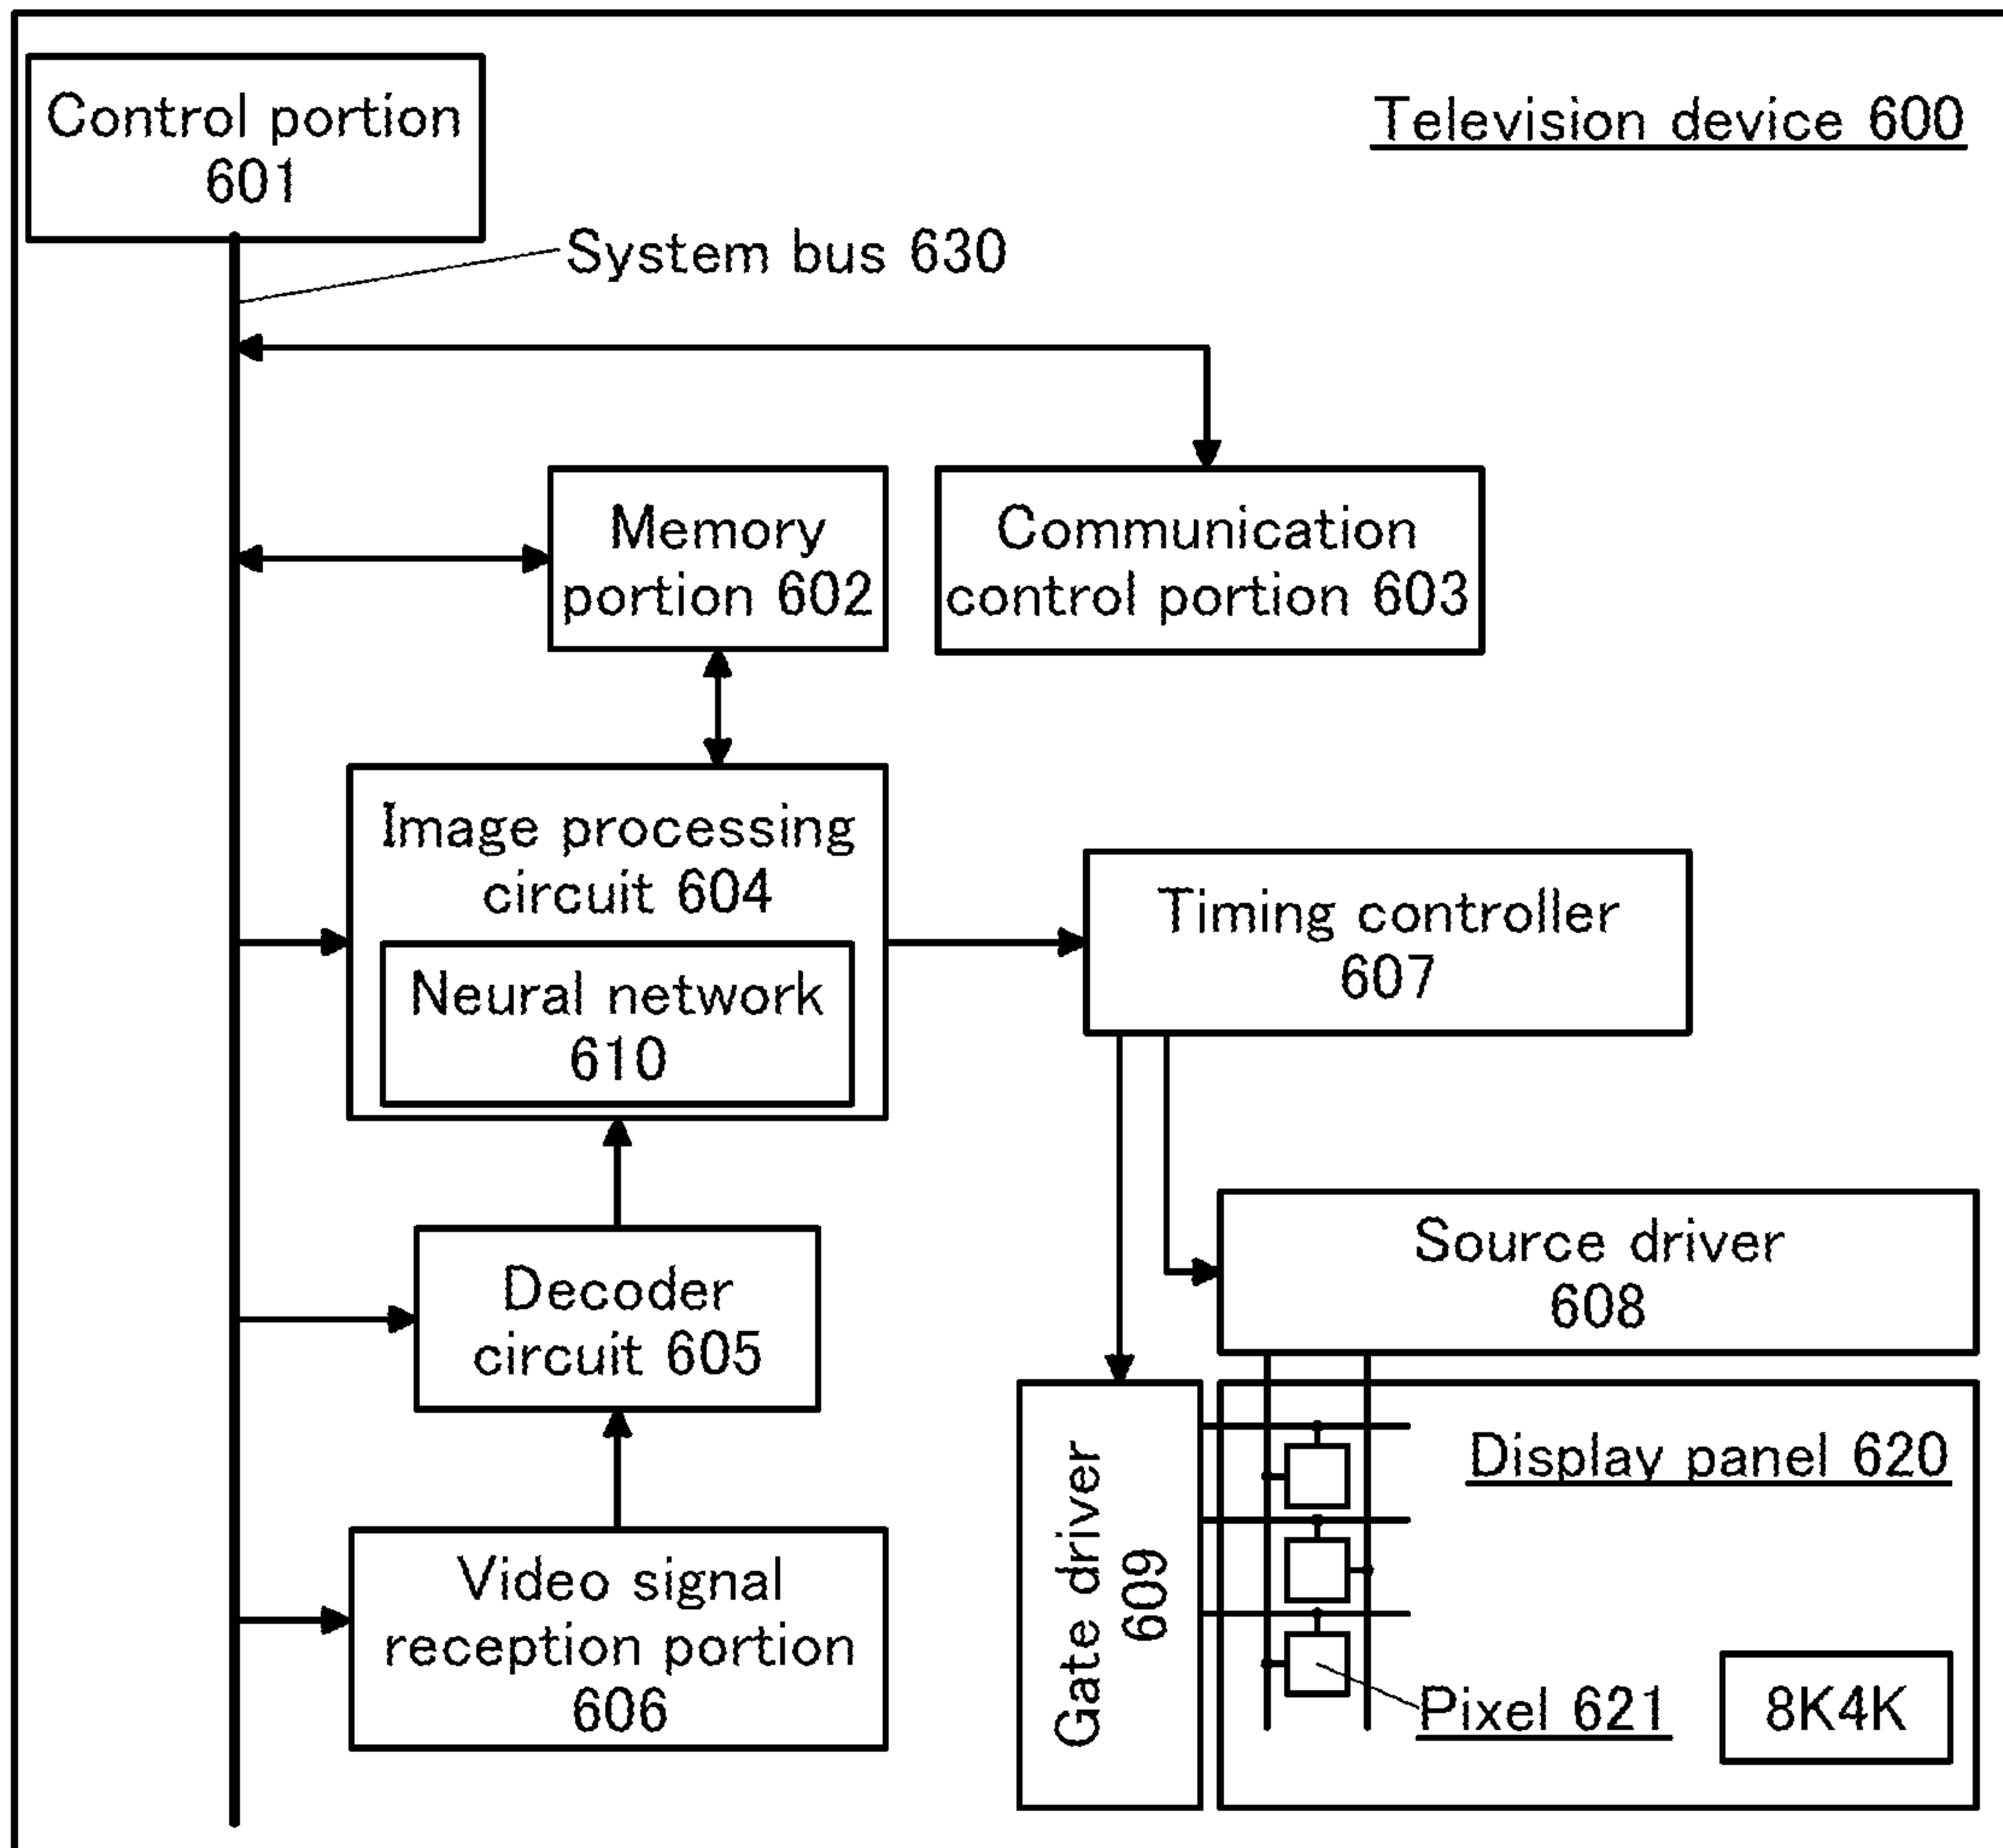 Control portion
601
Television device 600
System bus 630
Memory
portion 602
Communication
control portion 603
Image processing
circuit 604
Neural network
610
Timing controller
607
Decoder
circuit 605
Source driver
608
Video signal
reception portion
606
Gate driver
609
Display panel 620
Pixel 621
8K4K